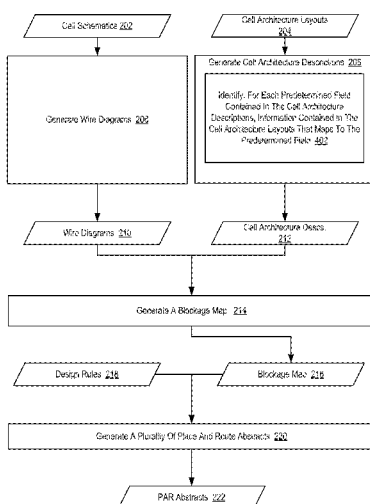 Cell Schematics 202
Cell Architecture Layouts 204
Generate Cell Architecture Descriptions 206
Identify, For Each Predetermined Field
Contained In The Cell Architecture
Descriptions, Information Contained In The
Cell Architecture Layouts That Maps To The
Predetermined Field 402
Generate Wire Diagrams 208
Wire Diagrams 210
Cell Architecture Descs. 212
Generate A Blockage Map 214
Design Rules 218
Blockage Map 216
Generate A Plurality Of Place And Route Abstracts 220
PAR Abstracts 222